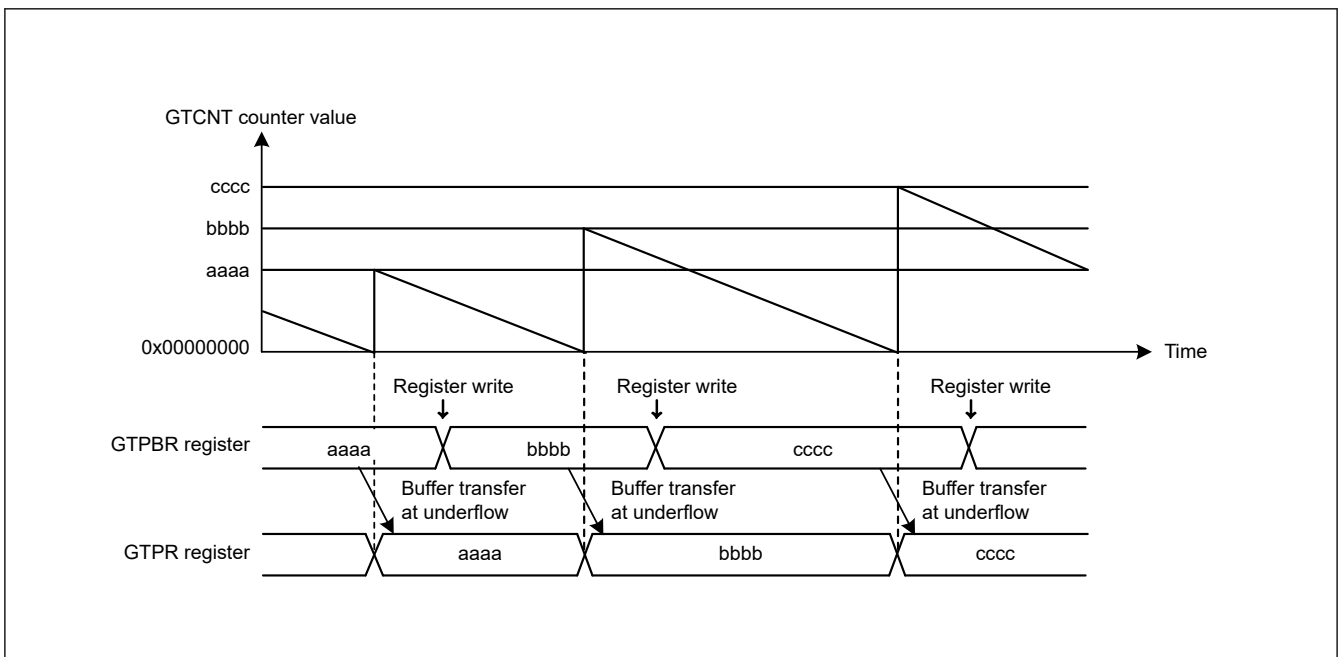 GTCNT counter value
cccc
bbbb
aaaa
0x00000000
Time
Register write
Register write
Register write
GTPBR register
aaaa
bbbb
cccc
Buffer transfer
at underflow
Buffer transfer
at underflow
Buffer transfer
at underflow
GTPR register
aaaa
bbbb
cccc